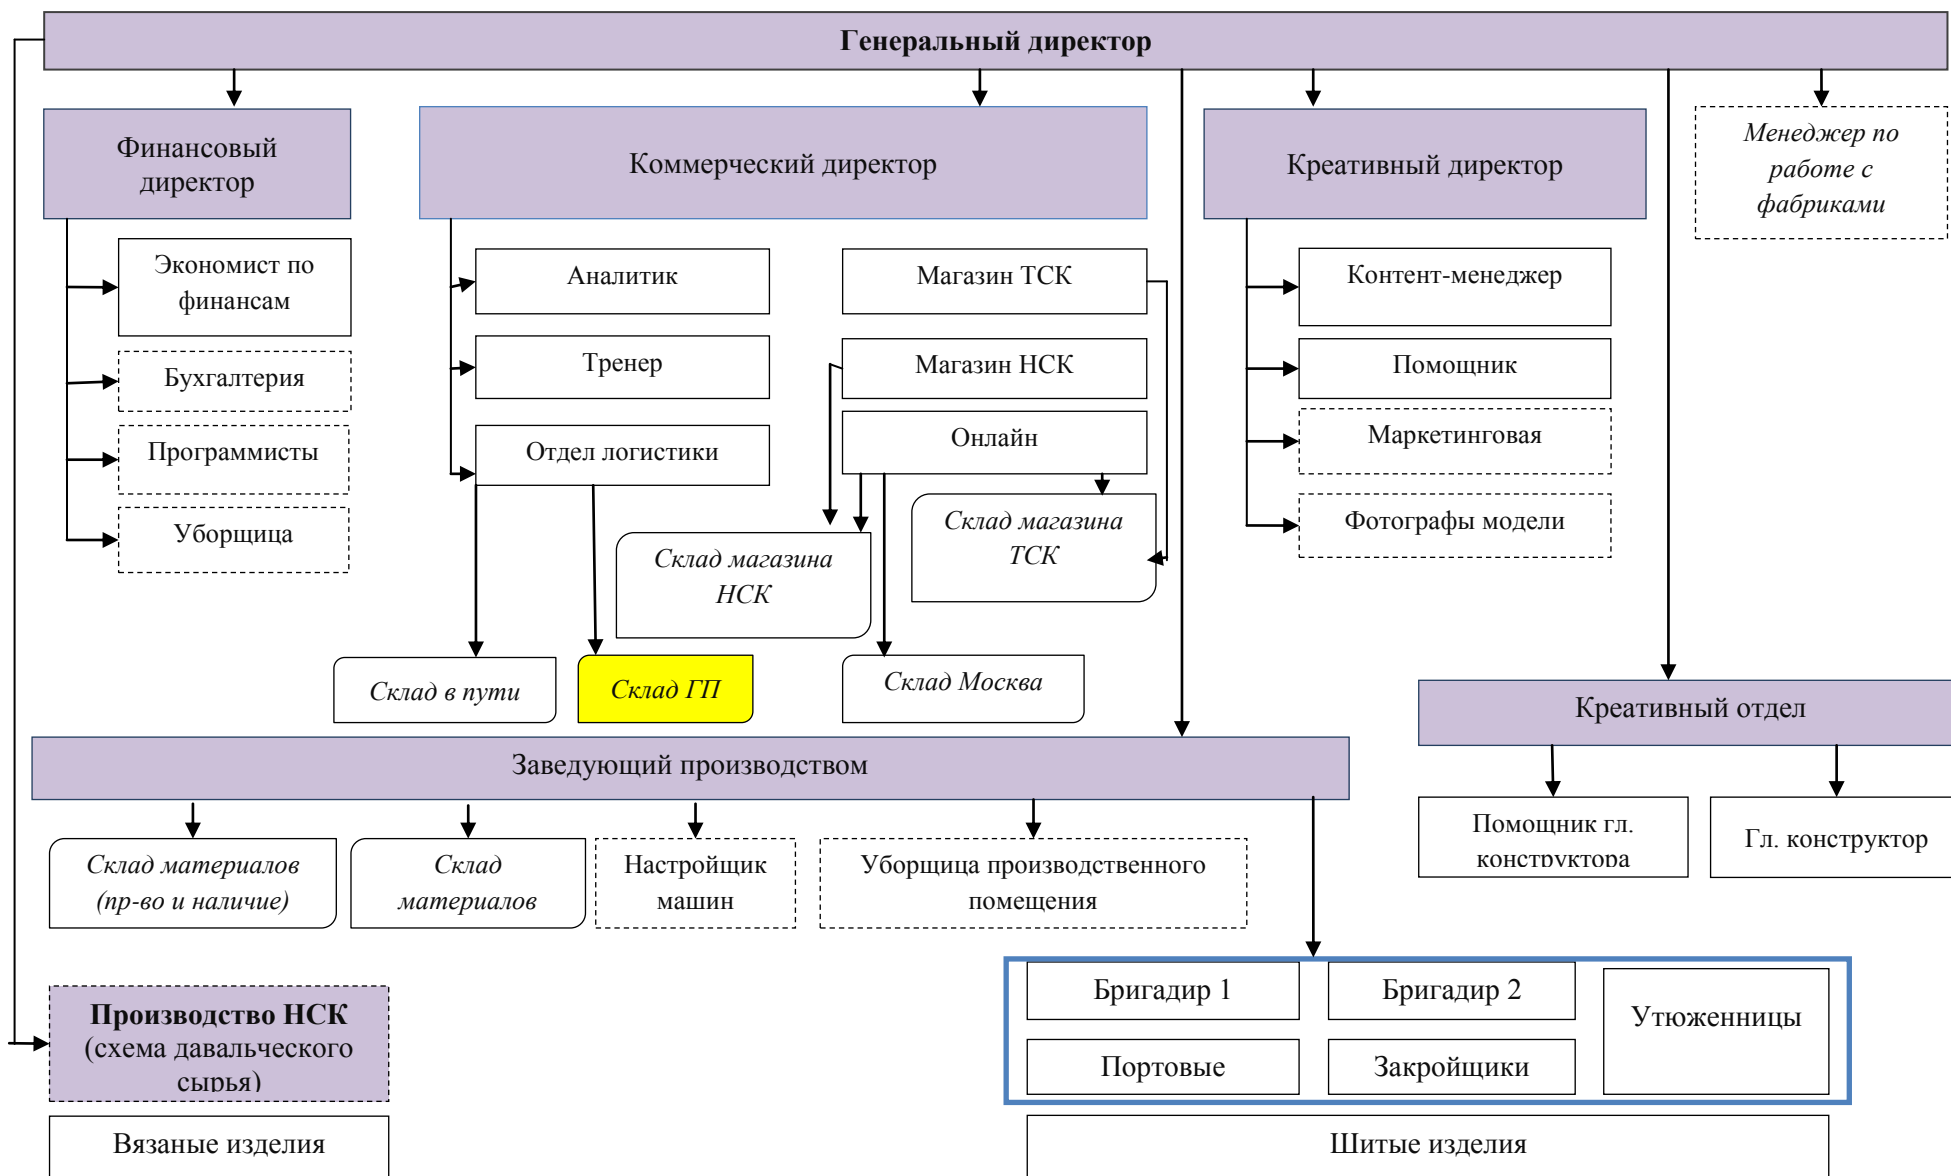 Генеральный директор
Финансовый
директор
Коммерческий директор
Креативный директор
Менеджер по
работе с
фабриками
Экономист по
финансам
Бухгалтерия
Программисты
Уборщица
Аналитик
Тренер
Отдел логистики
Магазин ТСК
Магазин НСК
Онлайн
Контент-менеджер
Помощник
Маркетинговая
Фотографы модели
Склад магазина
НСК
Склад магазина
ТСК
Склад в пути
Склад ГП
Склад Москва
Креативный отдел
Помощник гл.
конструктора
Гл. конструктор
Заведующий производством
Склад материалов
(пр-во и наличие)
Склад
материалов
Настройщик
машин
Уборщица производственного
помещения
Бригадир 1
Бригадир 2
Утюженницы
Портовые
Закройщики
Производство НСК
(схема давальческого
сырья)
Вязаные изделия
Шитые изделия